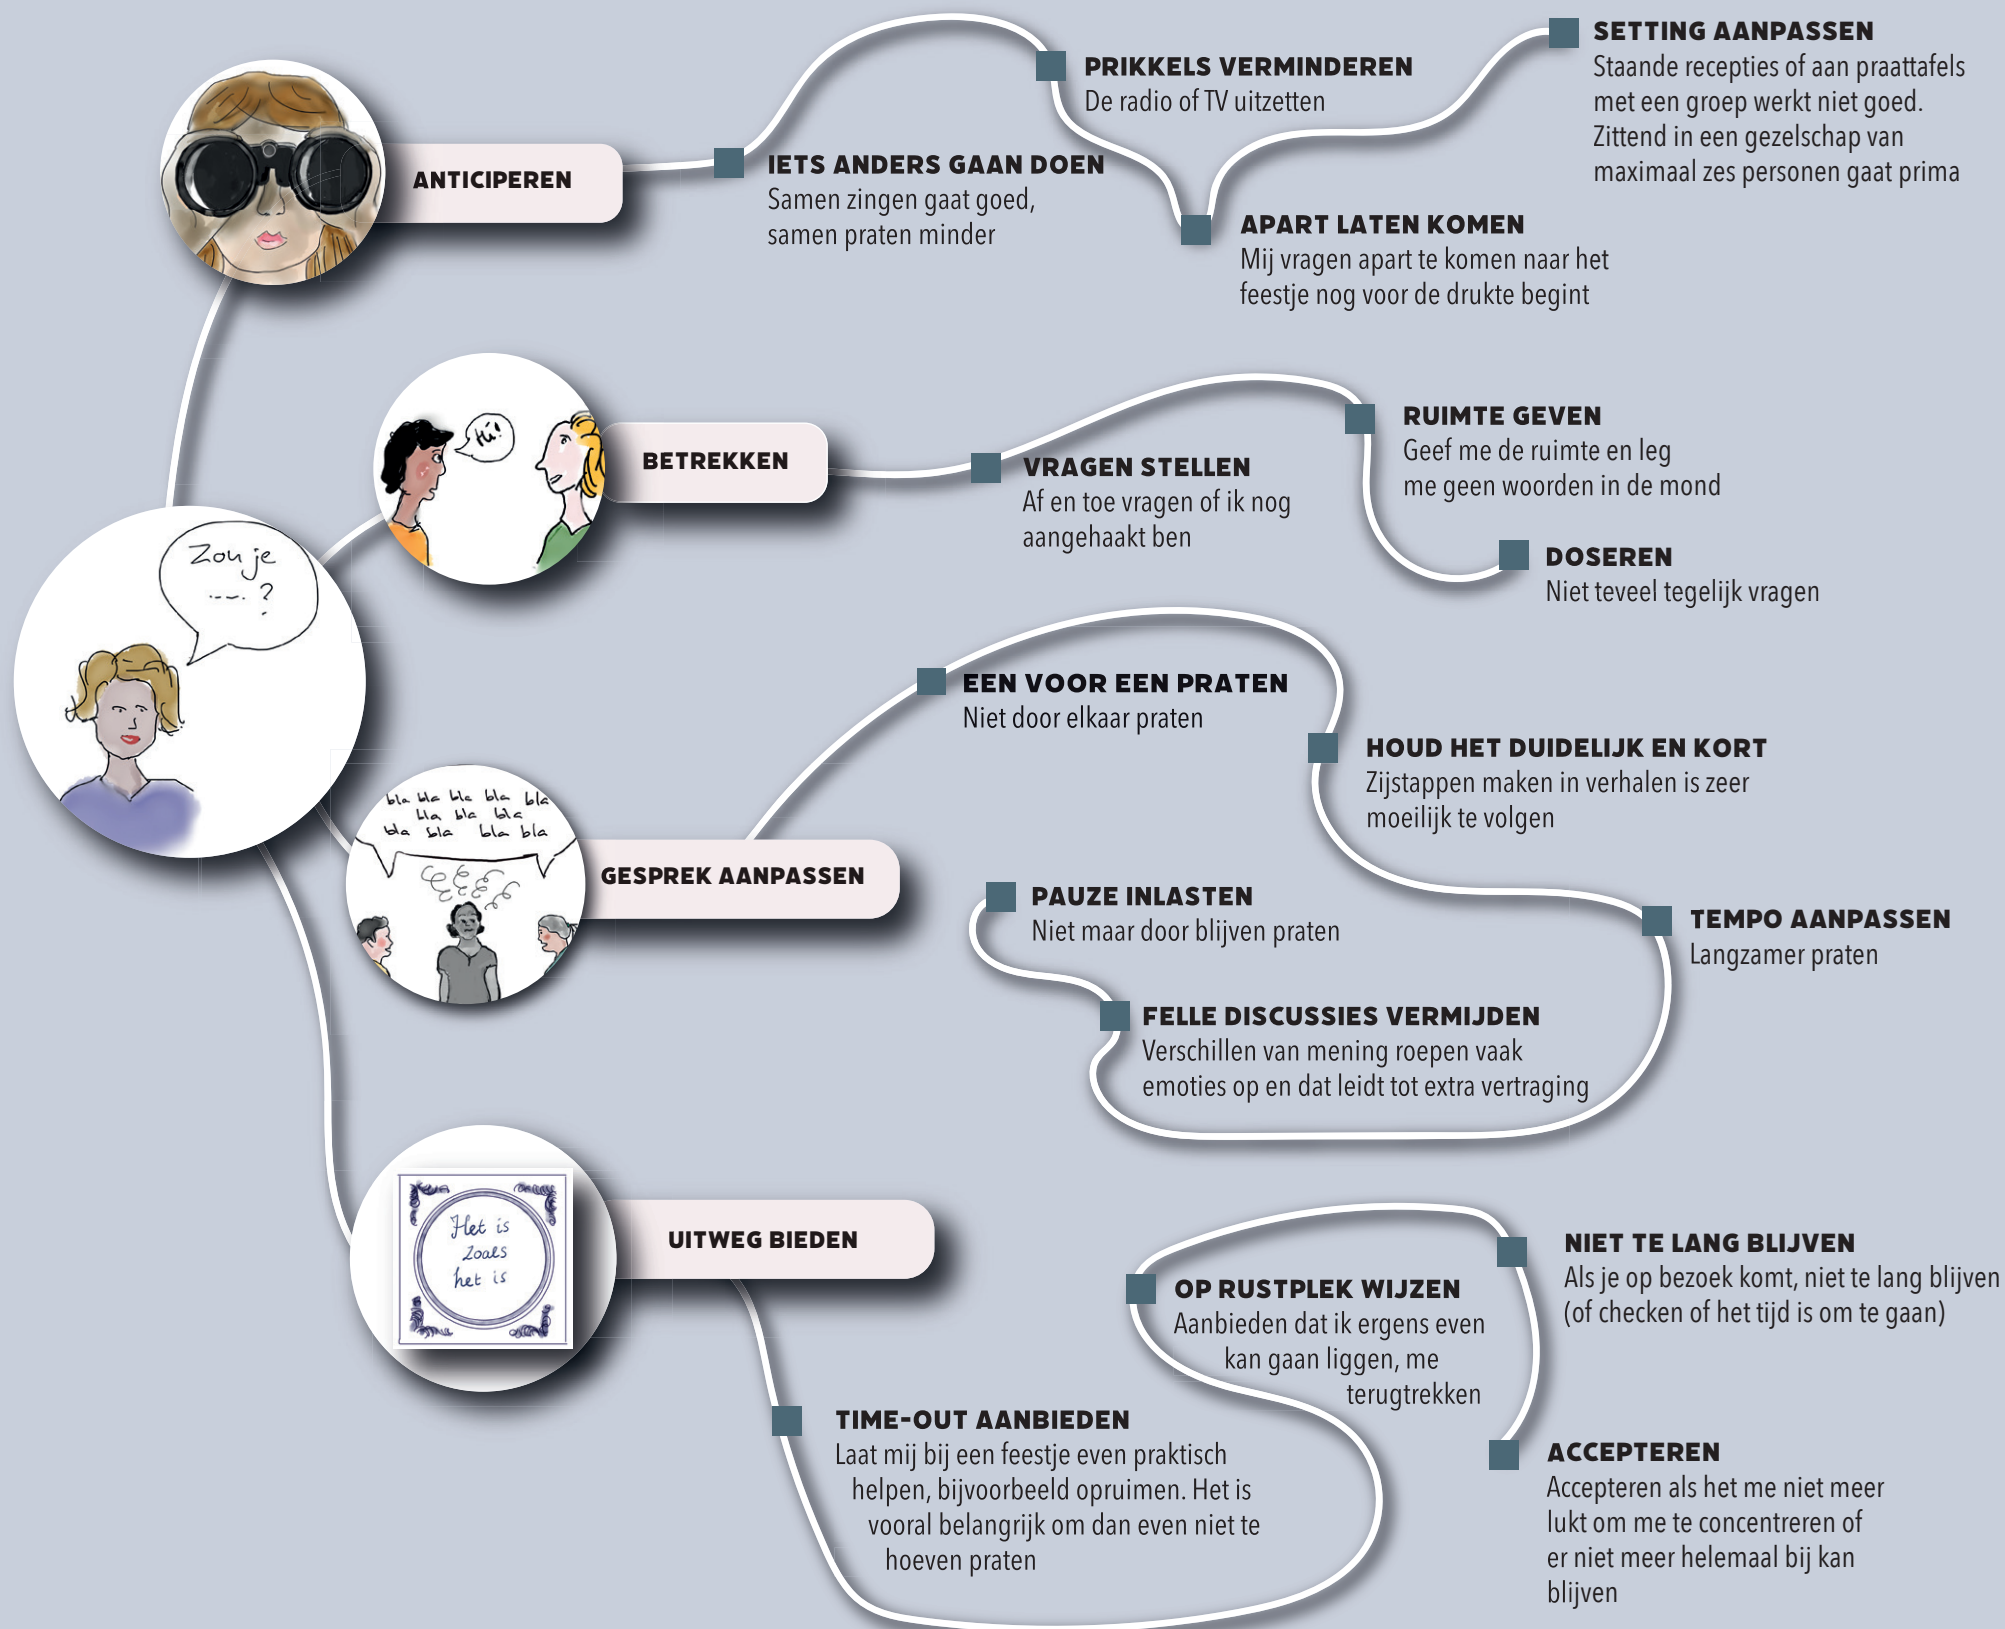 ANTICIPEREN
IETS ANDERS GAAN DOEN
Samen zingen gaat goed,
samen praten minder
PRIKKELS VERMINDEREN
De radio of TV uitzetten
APART LATEN KOMEN
Mij vragen apart te komen naar het
feestje nog voor de drukte begint
SETTING AANPASSEN
Staande recepties of aan praattafels
met een groep werkt niet goed.
Zittend in een gezelschap van
maximaal zes personen gaat prima
Hi!
BETREKKEN
VRAGEN STELLEN
Af en toe vragen of ik nog
aangehaakt ben
RUIMTE GEVEN
Geef me de ruimte en leg
me geen woorden in de mond
DOSEREN
Niet teveel tegelijk vragen
Zou je
....?
bla bla bla bla bla
bla bla bla
bla bla bla bla
GESPREK AANPASSEN
EEN VOOR EEN PRATEN
Niet door elkaar praten
HOUD HET DUIDELIJK EN KORT
Zijstappen maken in verhalen is zeer
moeilijk te volgen
TEMPO AANPASSEN
Langzamer praten
FELLE DISCUSSIES VERMIJDEN
Verschillen van mening roepen vaak
emoties op en dat leidt tot extra vertraging
PAUZE INLASTEN
Niet maar door blijven praten
Het is
zoals
het is
UITWEG BIEDEN
TIME-OUT AANBIEDEN
Laat mij bij een feestje even praktisch
helpen, bijvoorbeeld opruimen. Het is
vooral belangrijk om dan even niet te
hoeven praten
OP RUSTPLEK WIJZEN
Aanbieden dat ik ergens even
kan gaan liggen, me
terugtrekken
NIET TE LANG BLIJVEN
Als je op bezoek komt, niet te lang blijven
(of checken of het tijd is om te gaan)
ACCEPTEREN
Accepteren als het me niet meer
lukt om me te concentreren of
er niet meer helemaal bij kan
blijven